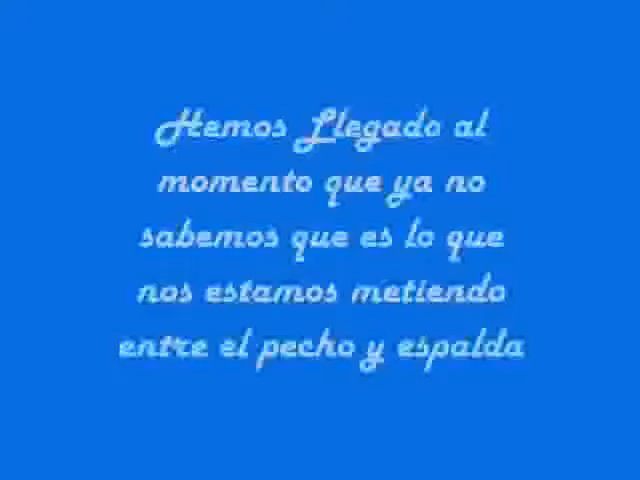 Hemos Llegado al
momento que ya no
sabemos que es lo que
nos estamos metiendo
entre el pecho y espalda